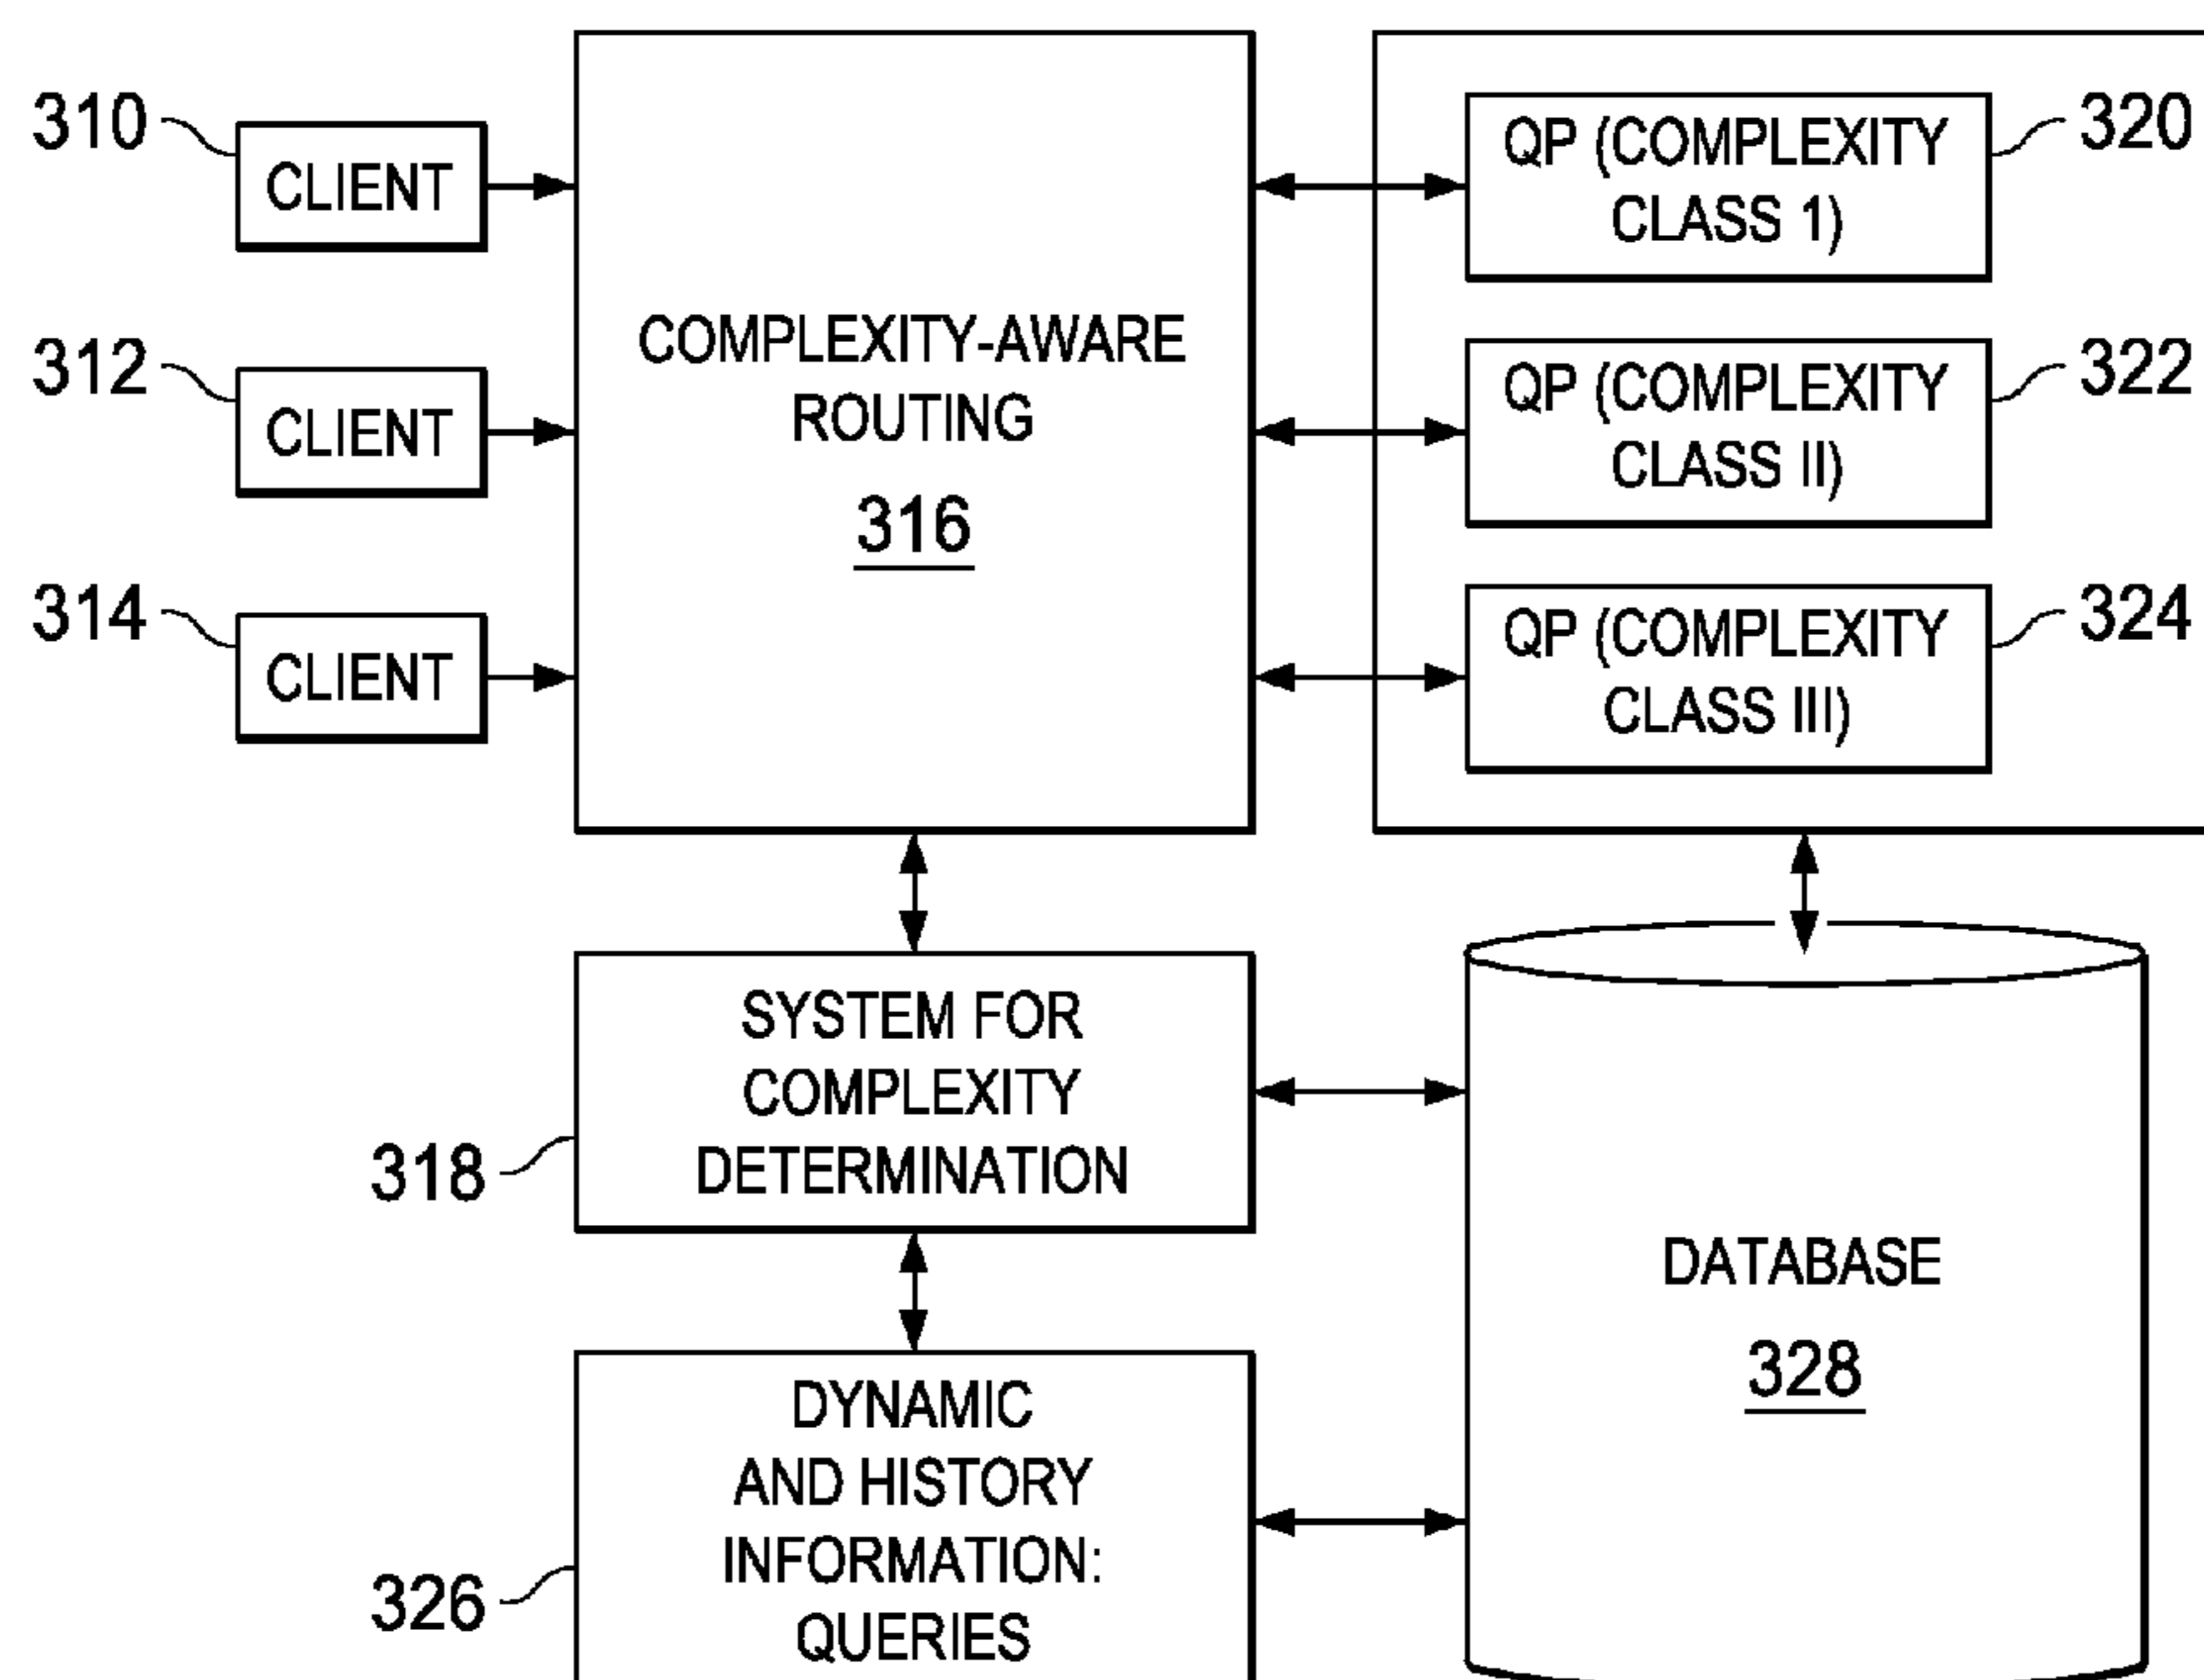 310
CLIENT
312
CLIENT
314
CLIENT
COMPLEXITY-AWARE
ROUTING
316
QP (COMPLEXITY
CLASS 1)
320
QP (COMPLEXITY
CLASS II)
322
QP (COMPLEXITY
CLASS III)
324
SYSTEM FOR
COMPLEXITY
DETERMINATION
318
DYNAMIC
AND HISTORY
INFORMATION:
QUERIES
326
DATABASE
328